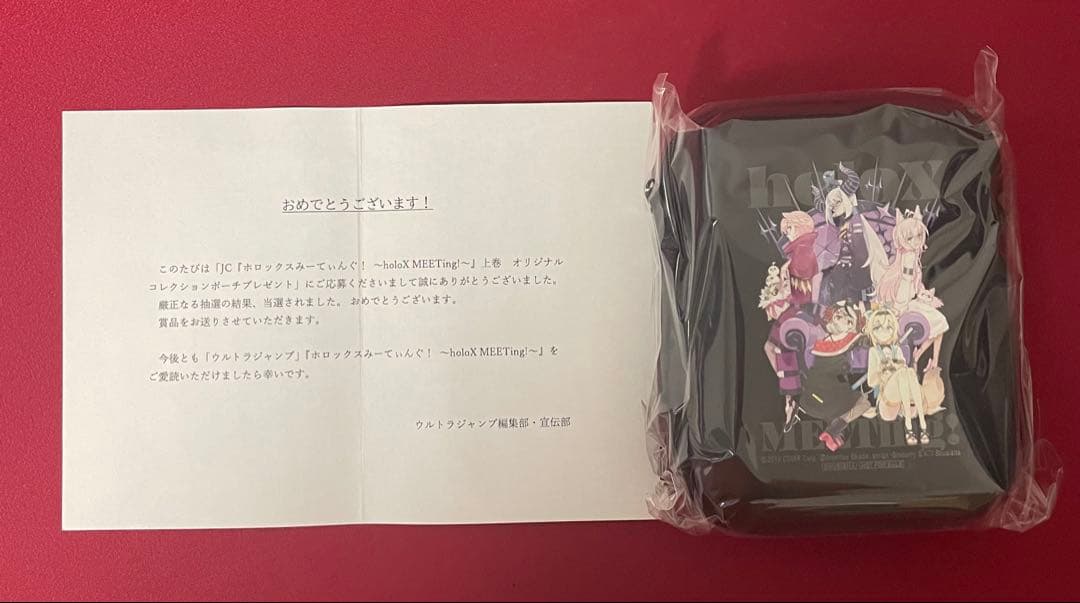 おめでとうございます！
このたびは「JC『ホロックスみーてぃんぐ！ ～holoX MEETing!～』上巻　オリジナル
コレクションポーチプレゼント」にご応募くださいまして誠にありがとうございました。
厳正なる抽選の結果、当選されました。 おめでとうございます。
賞品をお送りさせていただきます。
今後とも「ウルトラジャンプ」『ホロックスみーてぃんぐ！ ～holoX MEETing!～』を
ご愛読いただけましたら幸いです。
ウルトラジャンプ編集部・宣伝部
holoX
MEETing!